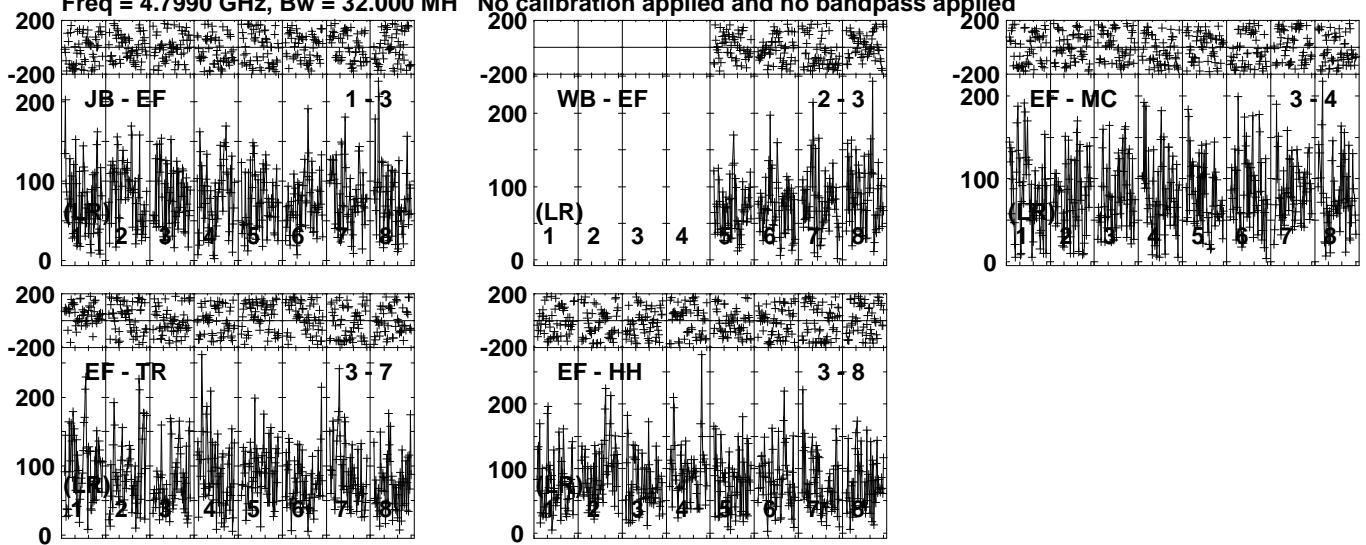 Freq = 4.7990 GHz, Bw = 32.000 MH No calibration applied and no bandpass applied
200
-200
JB - EF 1 - 3
200
100
0
(LR)
1 2 3 4 5 6 7 8
200
-200
WB - EF 2 - 3
200
100
0
(LR)
1 2 3 4 5 6 7 8
200
-200
EF - MC 3 - 4
200
100
0
(LR)
1 2 3 4 5 6 7 8
200
-200
EF - TR 3 - 7
200
100
0
(LR)
1 2 3 4 5 6 7 8
200
-200
EF - HH 3 - 8
200
100
0
(LR)
1 2 3 4 5 6 7 8